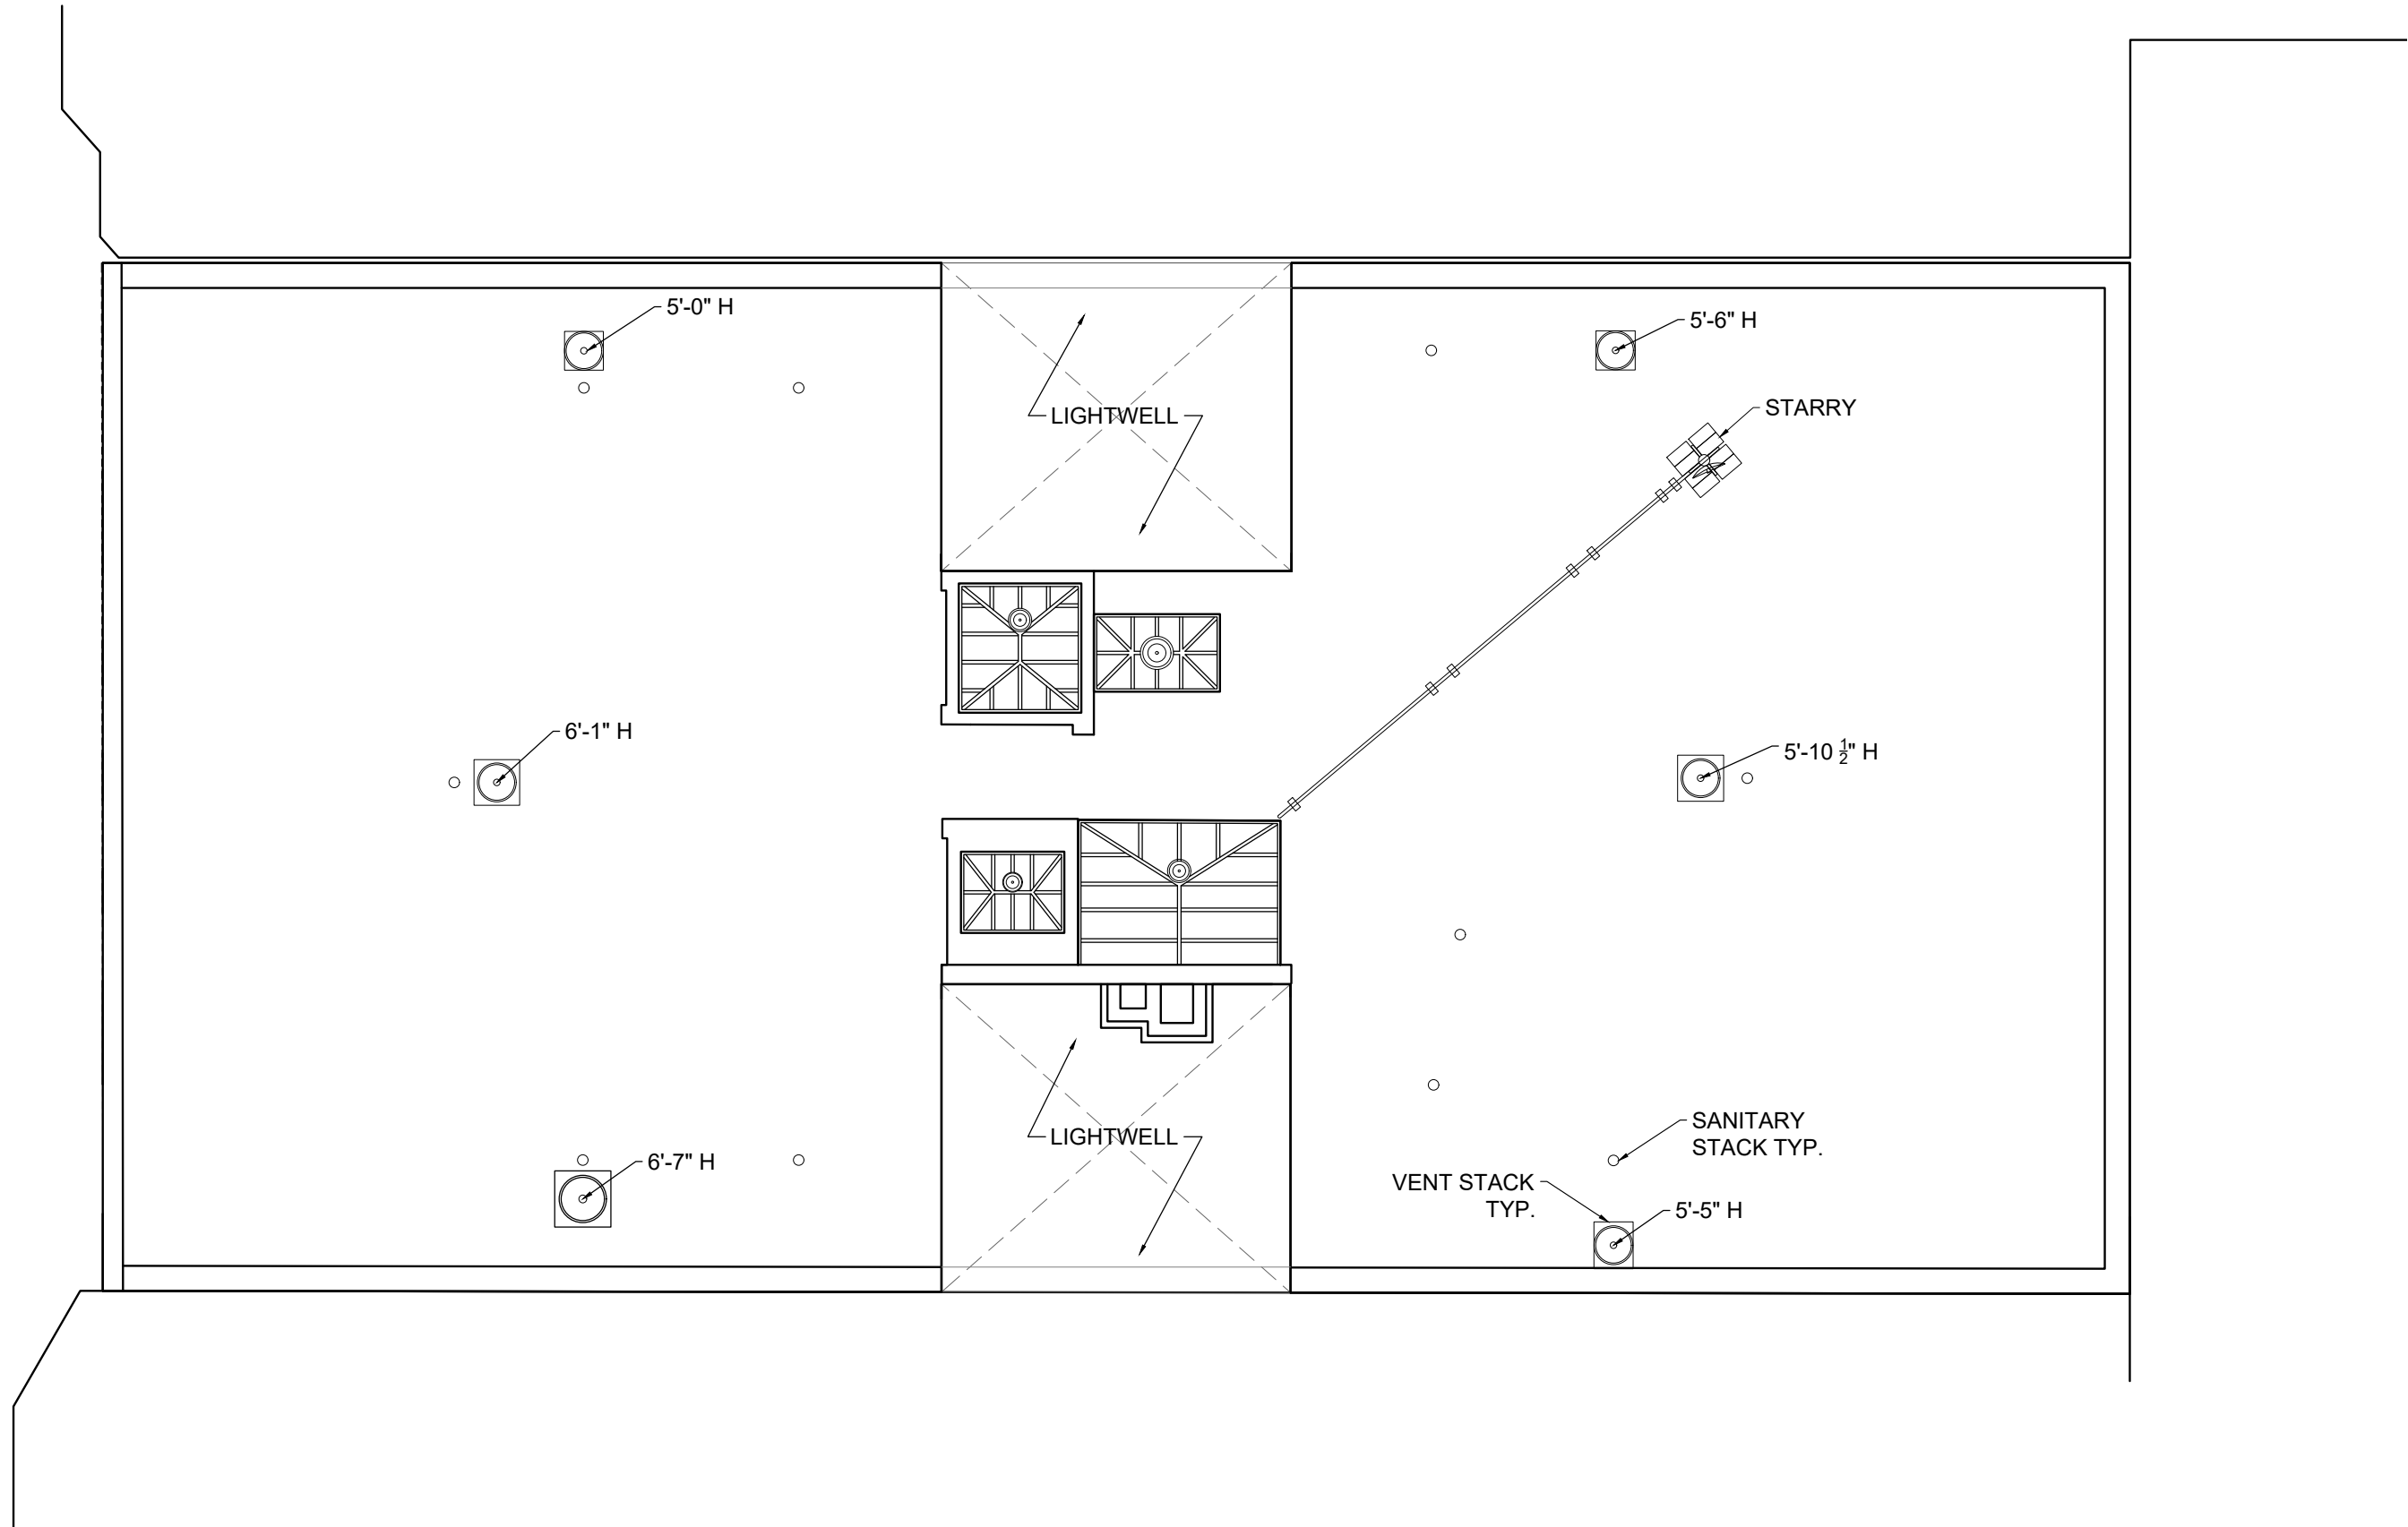 5'-0" H
5'-6" H
STARRY
LIGHTWELL
6'-1" H
5'-10 1/2" H
SANITARY
STACK TYP.
LIGHTWELL
6'-7" H
VENT STACK
TYP.
5'-5" H